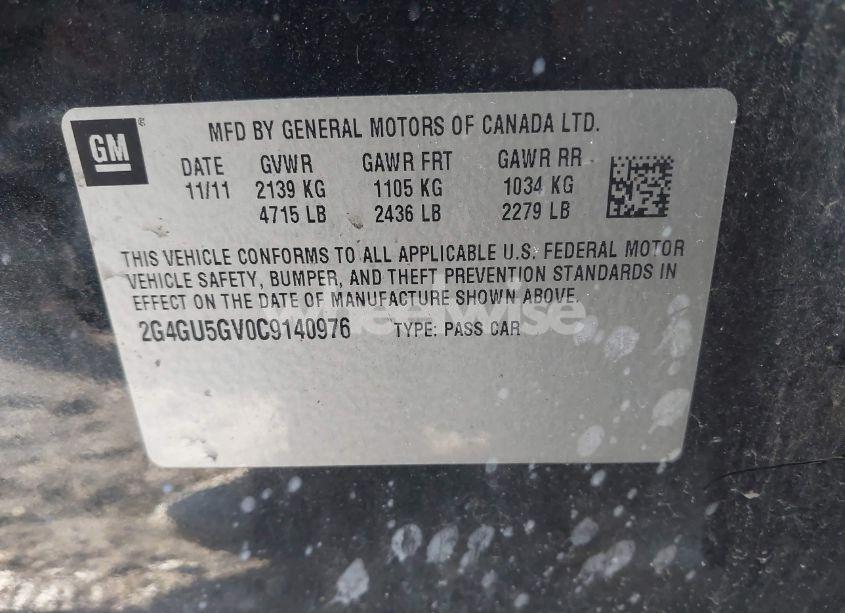 GM®
MFD BY GENERAL MOTORS OF CANADA LTD.
DATE GVWR GAWR FRT GAWR RR
11/11 2139 KG 1105 KG 1034 KG
4715 LB 2436 LB 2279 LB
THIS VEHICLE CONFORMS TO ALL APPLICABLE U.S. FEDERAL MOTOR
VEHICLE SAFETY, BUMPER, AND THEFT PREVENTION STANDARDS IN
EFFECT ON THE DATE OF MANUFACTURE SHOWN ABOVE.
wheelwise
2G4GU5GV0C9140976 TYPE: PASS CAR